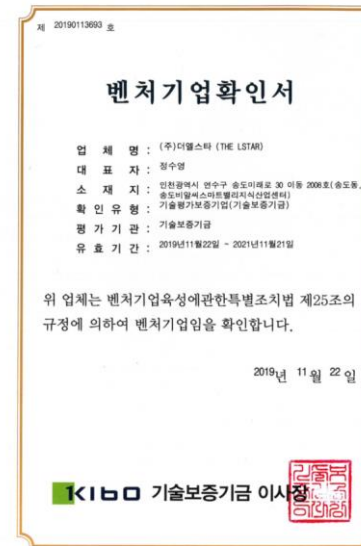 제 20190113693 호
벤처기업확인서
업 체 명 : (주)더엘스타 (THE LSTAR)
대 표 자 : 정수영
소 재 지 : 인천광역시 연수구 송도미래로 30 이동 2008호(송도동,
송도비알씨스마트밸리지식산업센터)
확 인 유 형 : 기술평가보증기업(기술보증기금)
평 가 기 관 : 기술보증기금
유 효 기 간 : 2019년11월22일 ~ 2021년11월21일
위 업체는 벤처기업육성에관한특별조치법 제25조의
규정에 의하여 벤처기업임을 확인합니다.
2019년 11월 22일
KIBO 기술보증기금 이사장